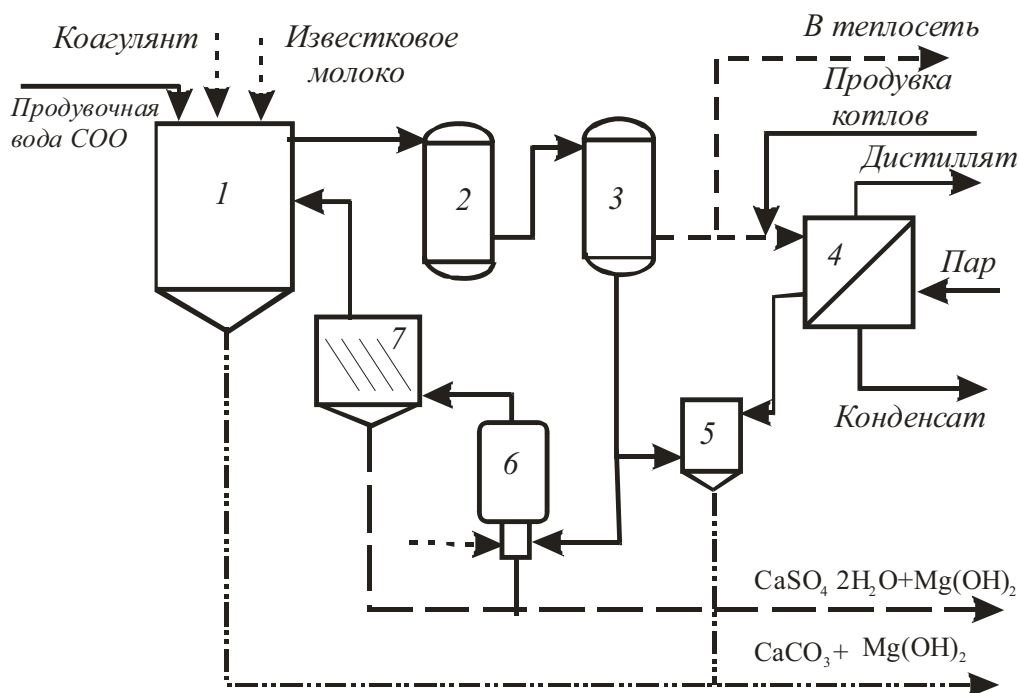 В теплосеть
Коагулянт
Известковое
молоко
Продувка
котлов
Продувочная
вода СОО
Дистиллят
1
2
3
4
Пар
7
Конденсат
5
6
CaSO₄ 2H₂O+Mg(OH)₂
CaCO₃+ Mg(OH)₂